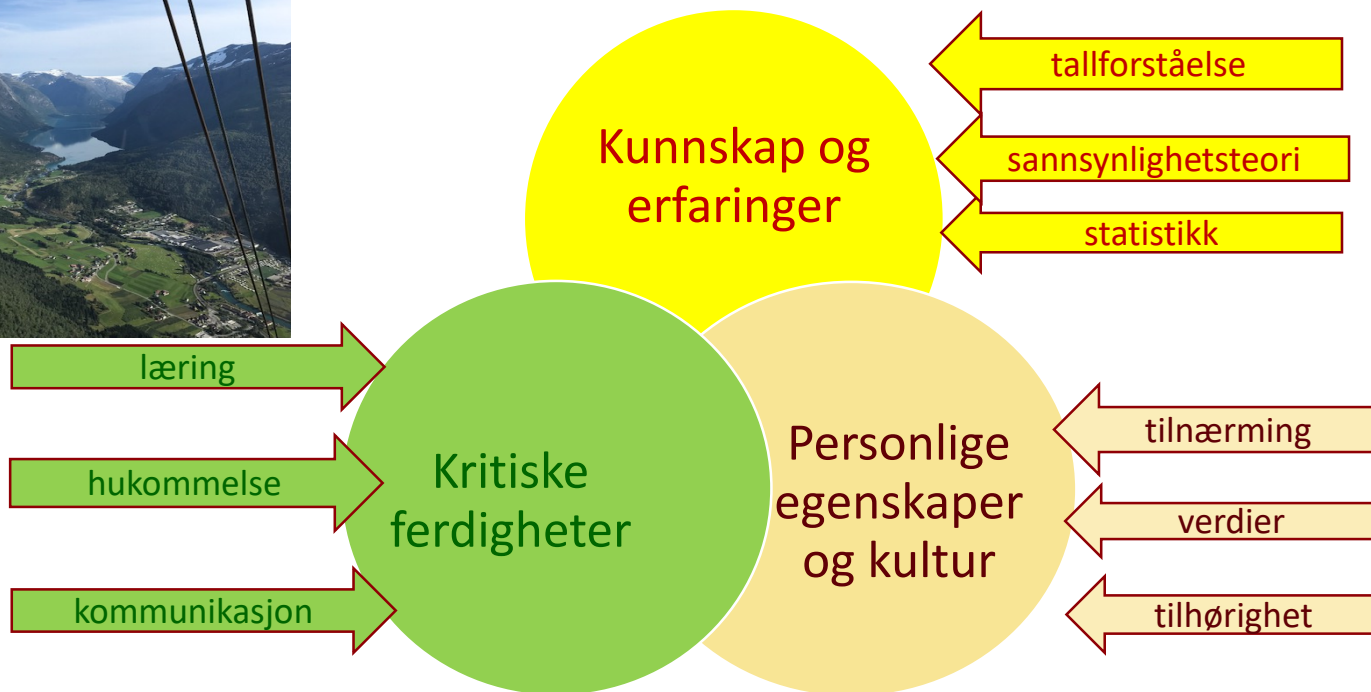 tallforståelse
Kunnskap og
erfaringer
sannsynlighetsteori
statistikk
læring
hukommelse
kommunikasjon
Kritiske
ferdigheter
Personlige
egenskaper
og kultur
tilnærming
verdier
tilhørighet